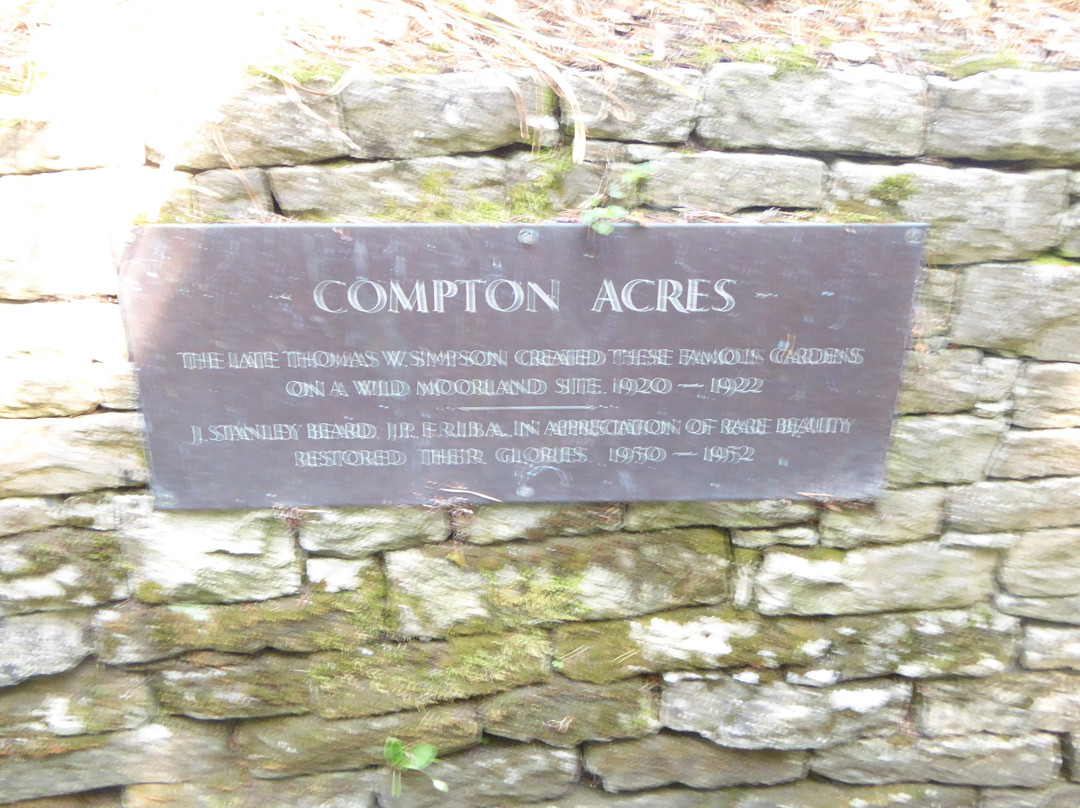 COMPTON ACRES
THE LATE THOMAS W. SIMPSON CREATED THESE FAMOUS GARDENS
ON A WILD MOORLAND SITE. 1920 — 1922
J. STANLEY BEARD, J.P. F.R.I.B.A. IN APPRECIATION OF RARE BEAUTY
RESTORED THEIR GLORIES 1950 — 1952